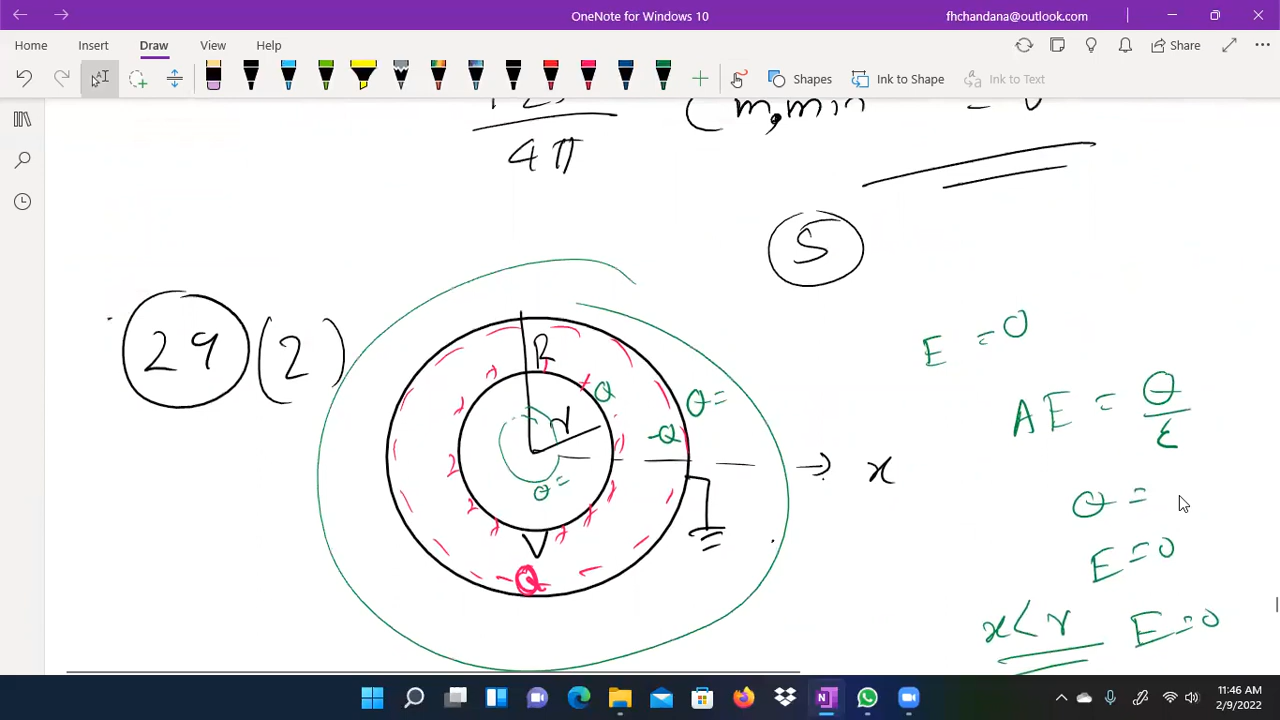 OneNote for Windows 10
fhchandana@outlook.com
Home Insert Draw View Help
Share
Shapes
Ink to Shape
Ink to Text
4π
5
29 (2)
R
r
Q
-Q
Q=
Q=
V
-Q
x
E = 0
AE = Q/ε
Q =
E=0
x<r E=0
11:46 AM
2/9/2022